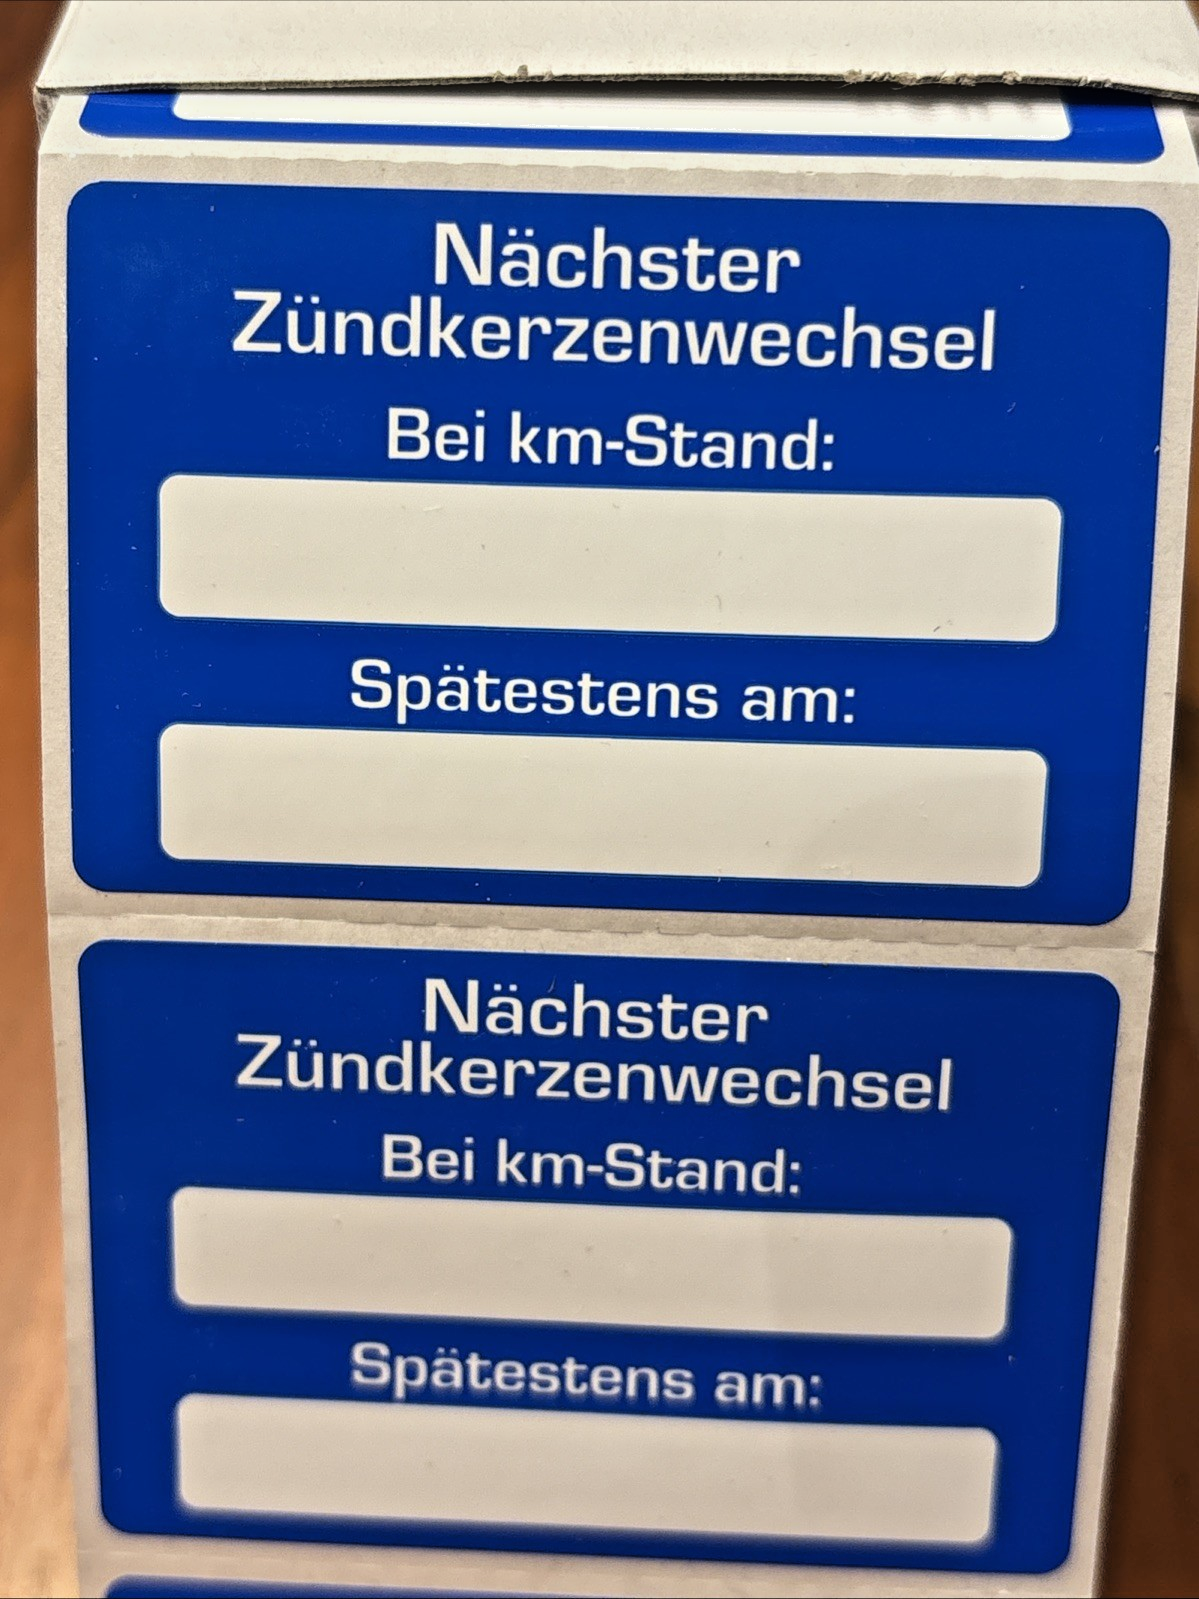 Nächster
Zündkerzenwechsel
Bei km-Stand:
Spätestens am:
Nächster
Zündkerzenwechsel
Bei km-Stand:
Spätestens am: